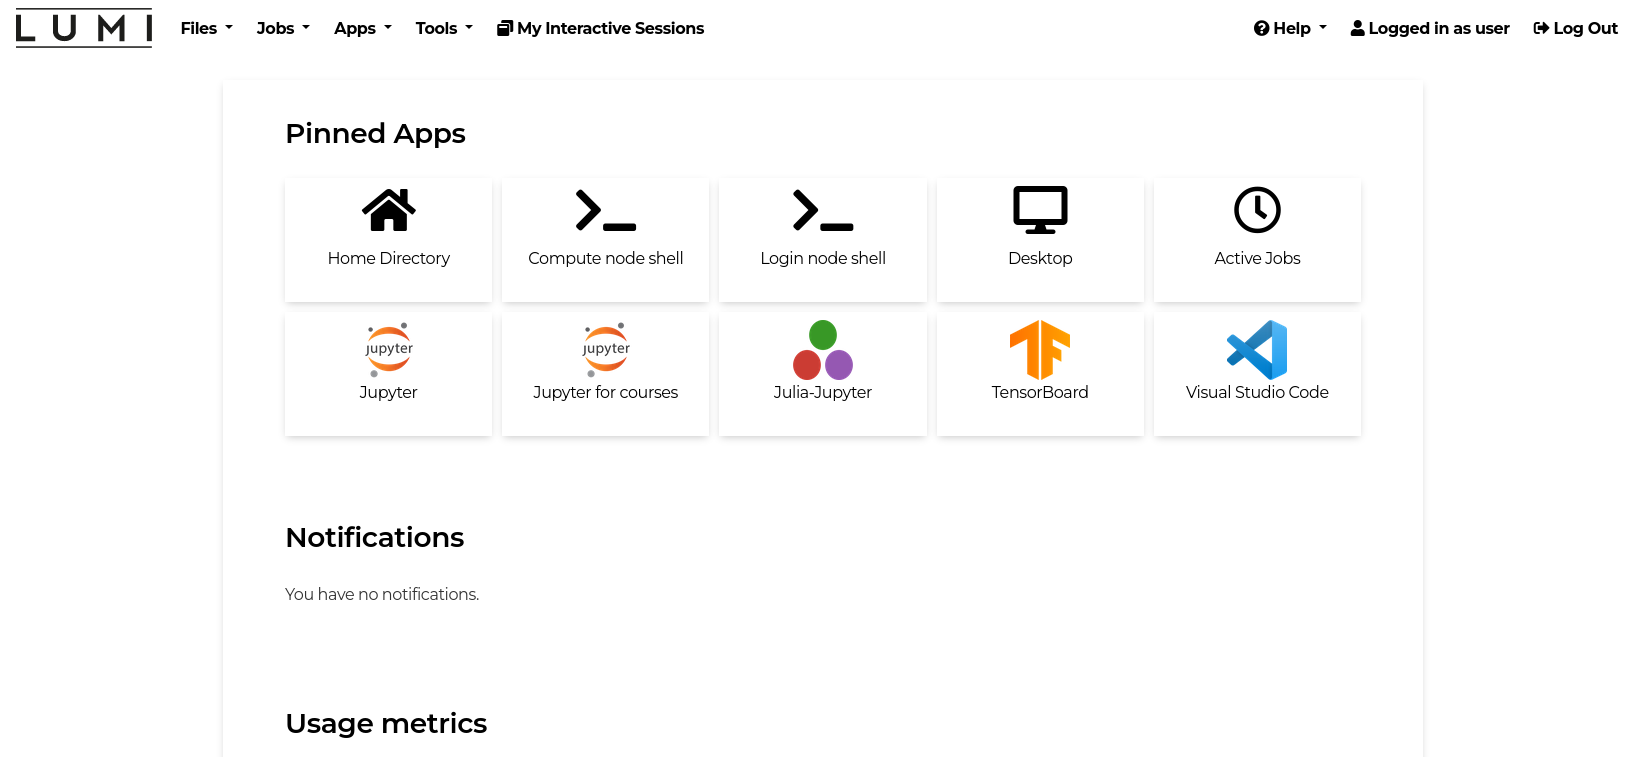 LUMI Files Jobs Apps Tools My Interactive Sessions Help Logged in as user Log Out
Pinned Apps
Home Directory Compute node shell Login node shell Desktop Active Jobs
jupyter jupyter
Jupyter Jupyter for courses Julia-Jupyter TensorBoard Visual Studio Code
Notifications
You have no notifications.
Usage metrics